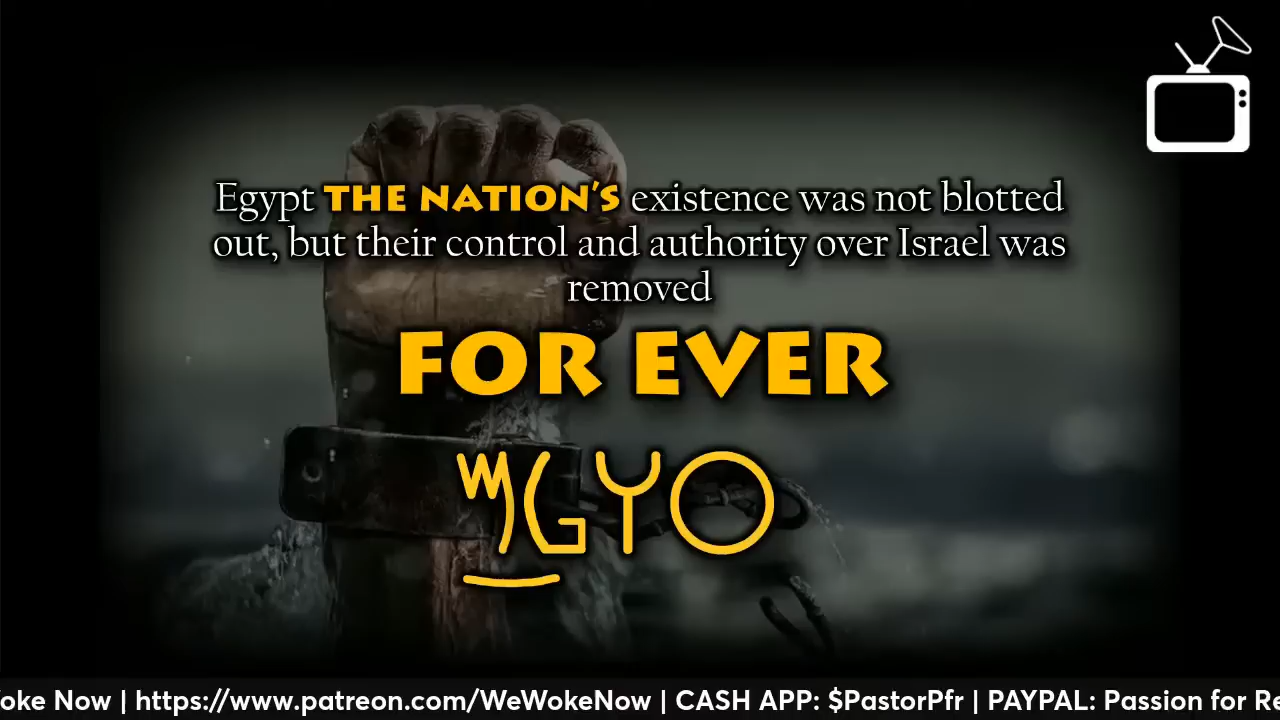 Egypt THE NATION'S existence was not blotted
out, but their control and authority over Israel was
removed
FOR EVER
𐤏𐤅𐤋𐤌
oke Now | https://www.patreon.com/WeWokeNow | CASH APP: $PastorPfr | PAYPAL: Passion for Re